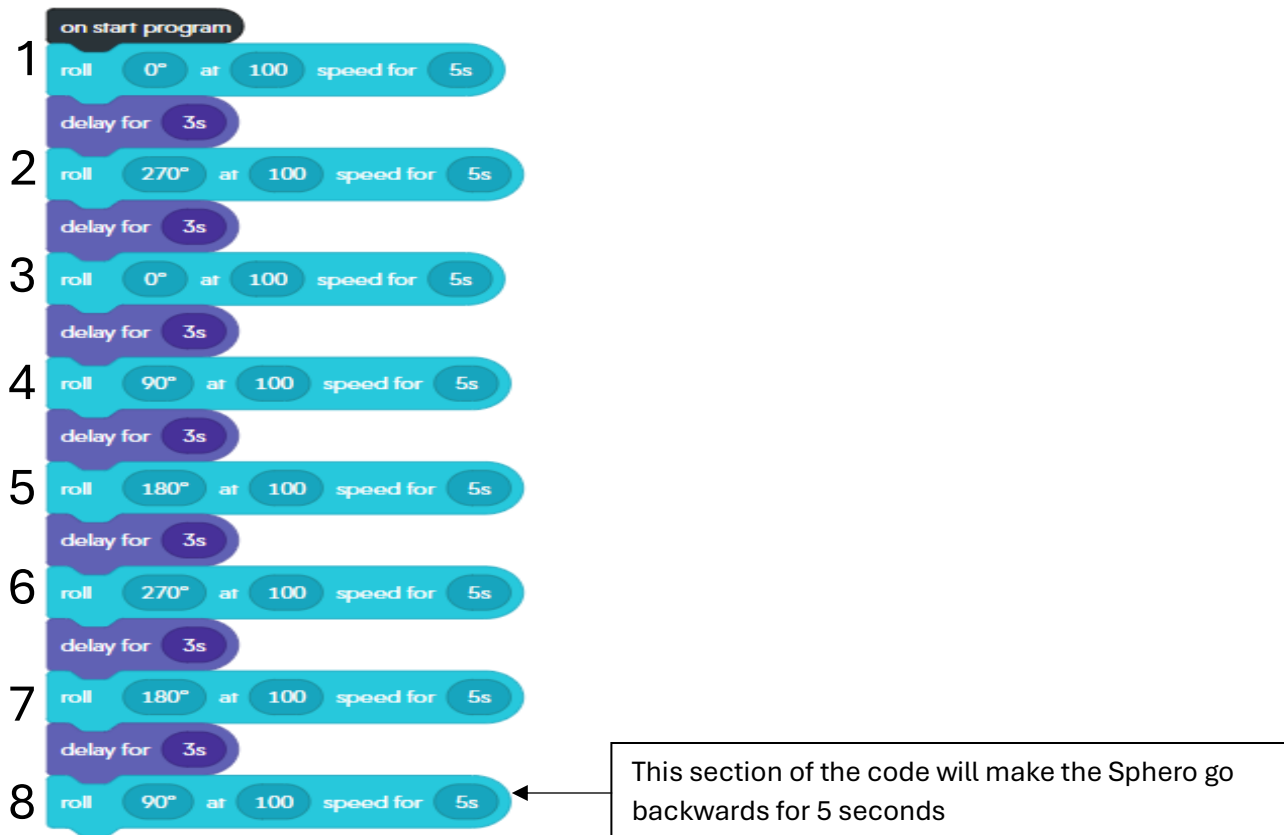 on start program
1 roll 0° at 100 speed for 5s
delay for 3s
2 roll 270° at 100 speed for 5s
delay for 3s
3 roll 0° at 100 speed for 5s
delay for 3s
4 roll 90° at 100 speed for 5s
delay for 3s
5 roll 180° at 100 speed for 5s
delay for 3s
6 roll 270° at 100 speed for 5s
delay for 3s
7 roll 180° at 100 speed for 5s
delay for 3s
8 roll 90° at 100 speed for 5s
This section of the code will make the Sphero go
backwards for 5 seconds